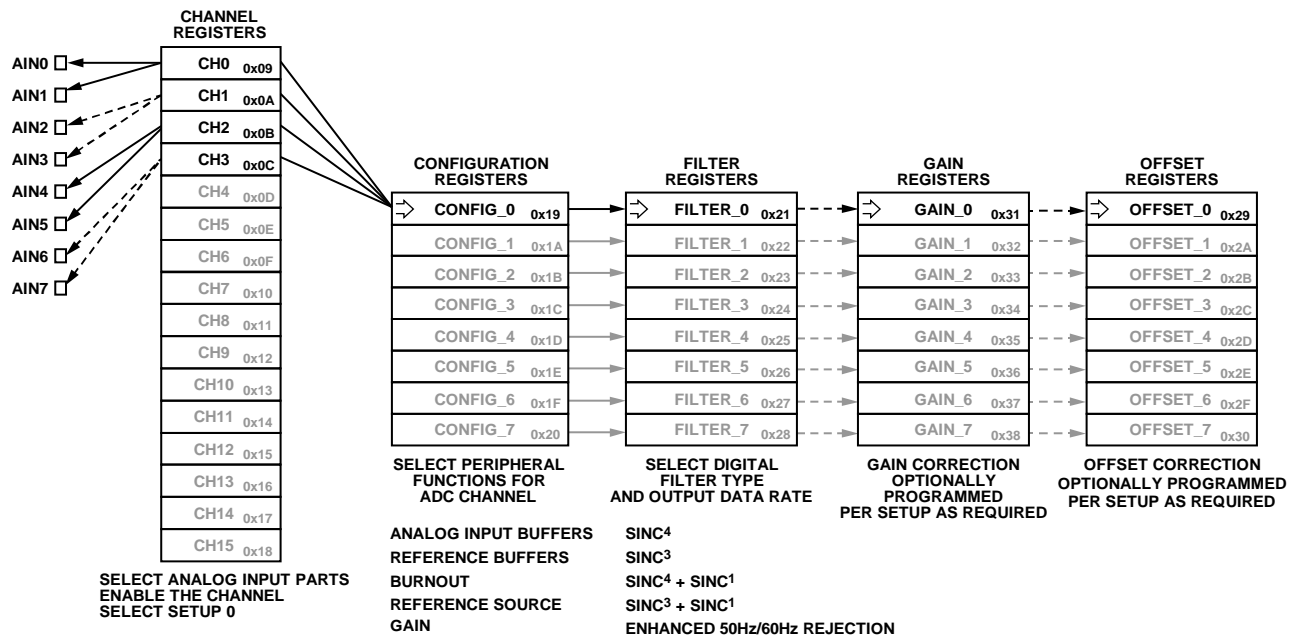 CHANNEL
REGISTERS
AIN0
AIN1
AIN2
AIN3
AIN4
AIN5
AIN6
AIN7
CH0 0x09
CH1 0x0A
CH2 0x0B
CH3 0x0C
CH4 0x0D
CH5 0x0E
CH6 0x0F
CH7 0x10
CH8 0x11
CH9 0x12
CH10 0x13
CH11 0x14
CH12 0x15
CH13 0x16
CH14 0x17
CH15 0x18
SELECT ANALOG INPUT PARTS
ENABLE THE CHANNEL
SELECT SETUP 0
CONFIGURATION
REGISTERS
CONFIG_0 0x19
CONFIG_1 0x1A
CONFIG_2 0x1B
CONFIG_3 0x1C
CONFIG_4 0x1D
CONFIG_5 0x1E
CONFIG_6 0x1F
CONFIG_7 0x20
SELECT PERIPHERAL
FUNCTIONS FOR
ADC CHANNEL
ANALOG INPUT BUFFERS
REFERENCE BUFFERS
BURNOUT
REFERENCE SOURCE
GAIN
FILTER
REGISTERS
FILTER_0 0x21
FILTER_1 0x22
FILTER_2 0x23
FILTER_3 0x24
FILTER_4 0x25
FILTER_5 0x26
FILTER_6 0x27
FILTER_7 0x28
SELECT DIGITAL
FILTER TYPE
AND OUTPUT DATA RATE
SINC4
SINC3
SINC4 + SINC1
SINC3 + SINC1
ENHANCED 50Hz/60Hz REJECTION
GAIN
REGISTERS
GAIN_0 0x31
GAIN_1 0x32
GAIN_2 0x33
GAIN_3 0x34
GAIN_4 0x35
GAIN_5 0x36
GAIN_6 0x37
GAIN_7 0x38
GAIN CORRECTION
OPTIONALLY
PROGRAMMED
PER SETUP AS REQUIRED
OFFSET
REGISTERS
OFFSET_0 0x29
OFFSET_1 0x2A
OFFSET_2 0x2B
OFFSET_3 0x2C
OFFSET_4 0x2D
OFFSET_5 0x2E
OFFSET_6 0x2F
OFFSET_7 0x30
OFFSET CORRECTION
OPTIONALLY PROGRAMMED
PER SETUP AS REQUIRED